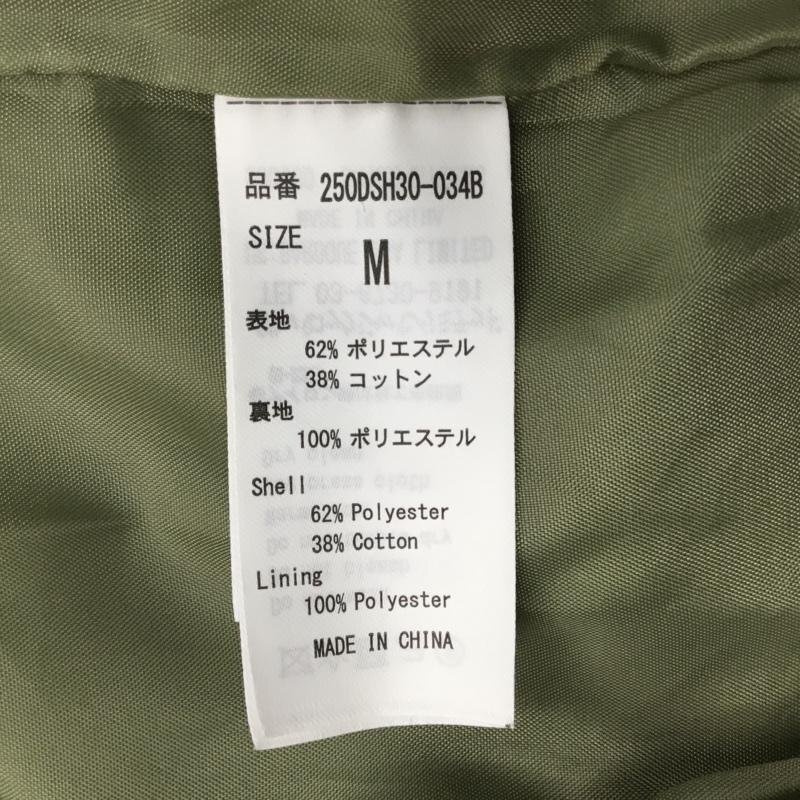 品番 250DSH30-034B
SIZE M
表地
62% ポリエステル
38% コットン
裏地
100% ポリエステル
Shell
62% Polyester
38% Cotton
Lining
100% Polyester
MADE IN CHINA